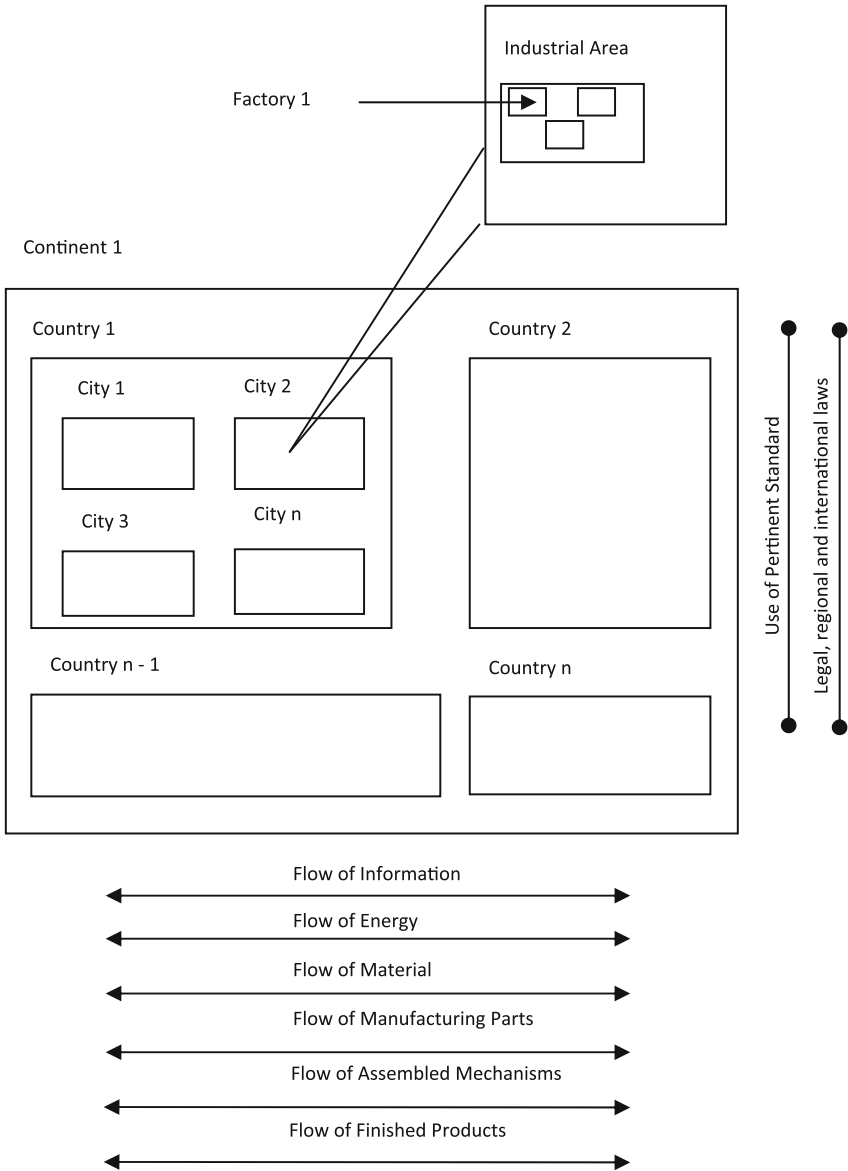 Industrial Area
Factory 1
Continent 1
Country 1
Country 2
City 1
City 2
City 3
City n
Country n - 1
Country n
Use of Pertinent Standard
Legal, regional and international laws
Flow of Information
Flow of Energy
Flow of Material
Flow of Manufacturing Parts
Flow of Assembled Mechanisms
Flow of Finished Products